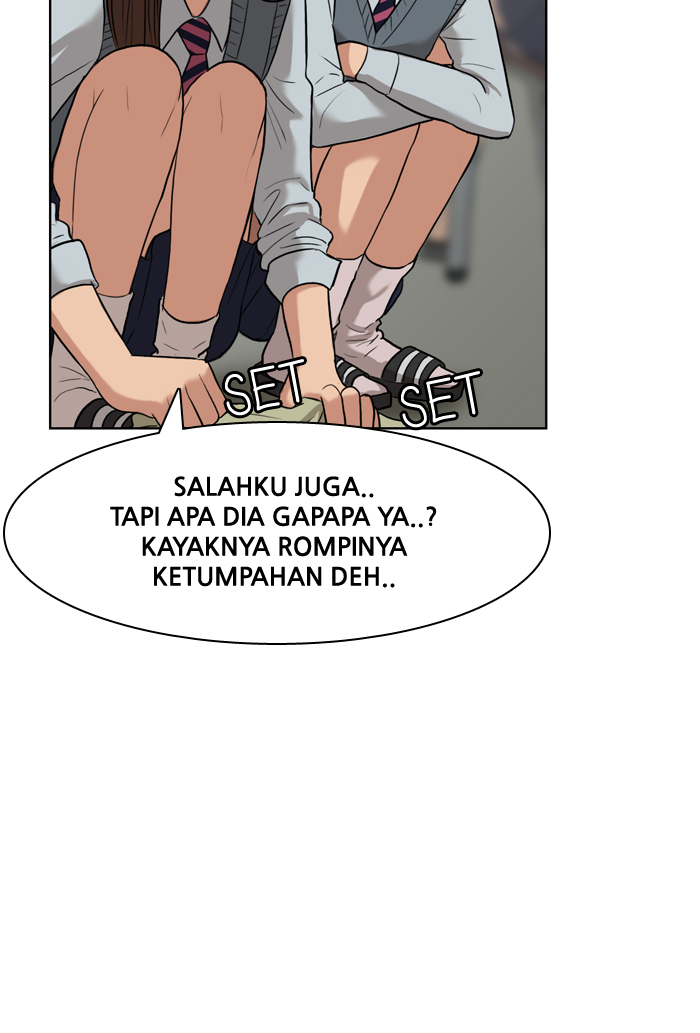 SET
SET
SALAHKU JUGA..
TAPI APA DIA GAPAPA YA..?
KAYAKNYA ROMPINYA
KETUMPAHAN DEH..